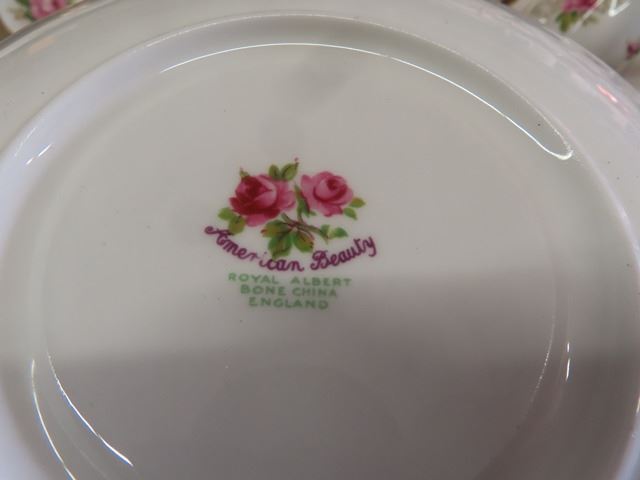 American Beauty
ROYAL ALBERT
BONE CHINA
ENGLAND